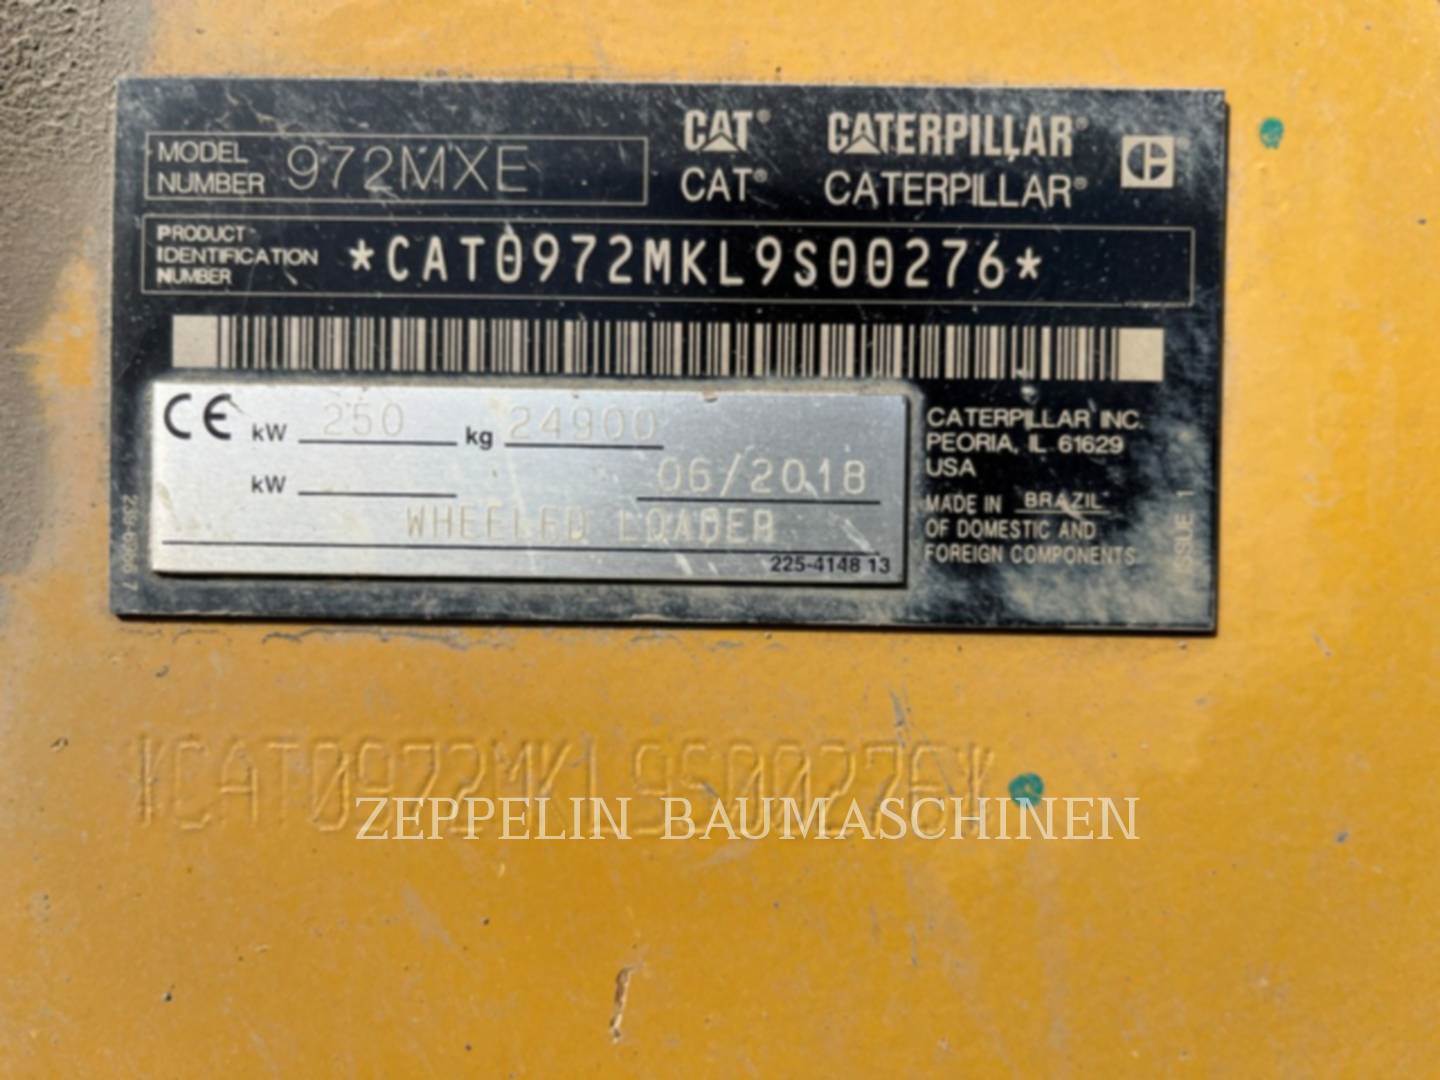 MODEL NUMBER 972MXE
CAT® CATERPILLAR®
CAT® CATERPILLAR®
PRODUCT IDENTIFICATION NUMBER *CAT0972MKL9S00276*
CE kW 250 kg 24900
kW 06/2018
WHEELED LOADER
225-4148 13
CATERPILLAR INC.
PEORIA, IL 61629
USA
MADE IN BRAZIL
OF DOMESTIC AND
FOREIGN COMPONENTS
ISSUE 1
*CAT0972MKL9S00276*
ZEPPELIN BAUMASCHINEN